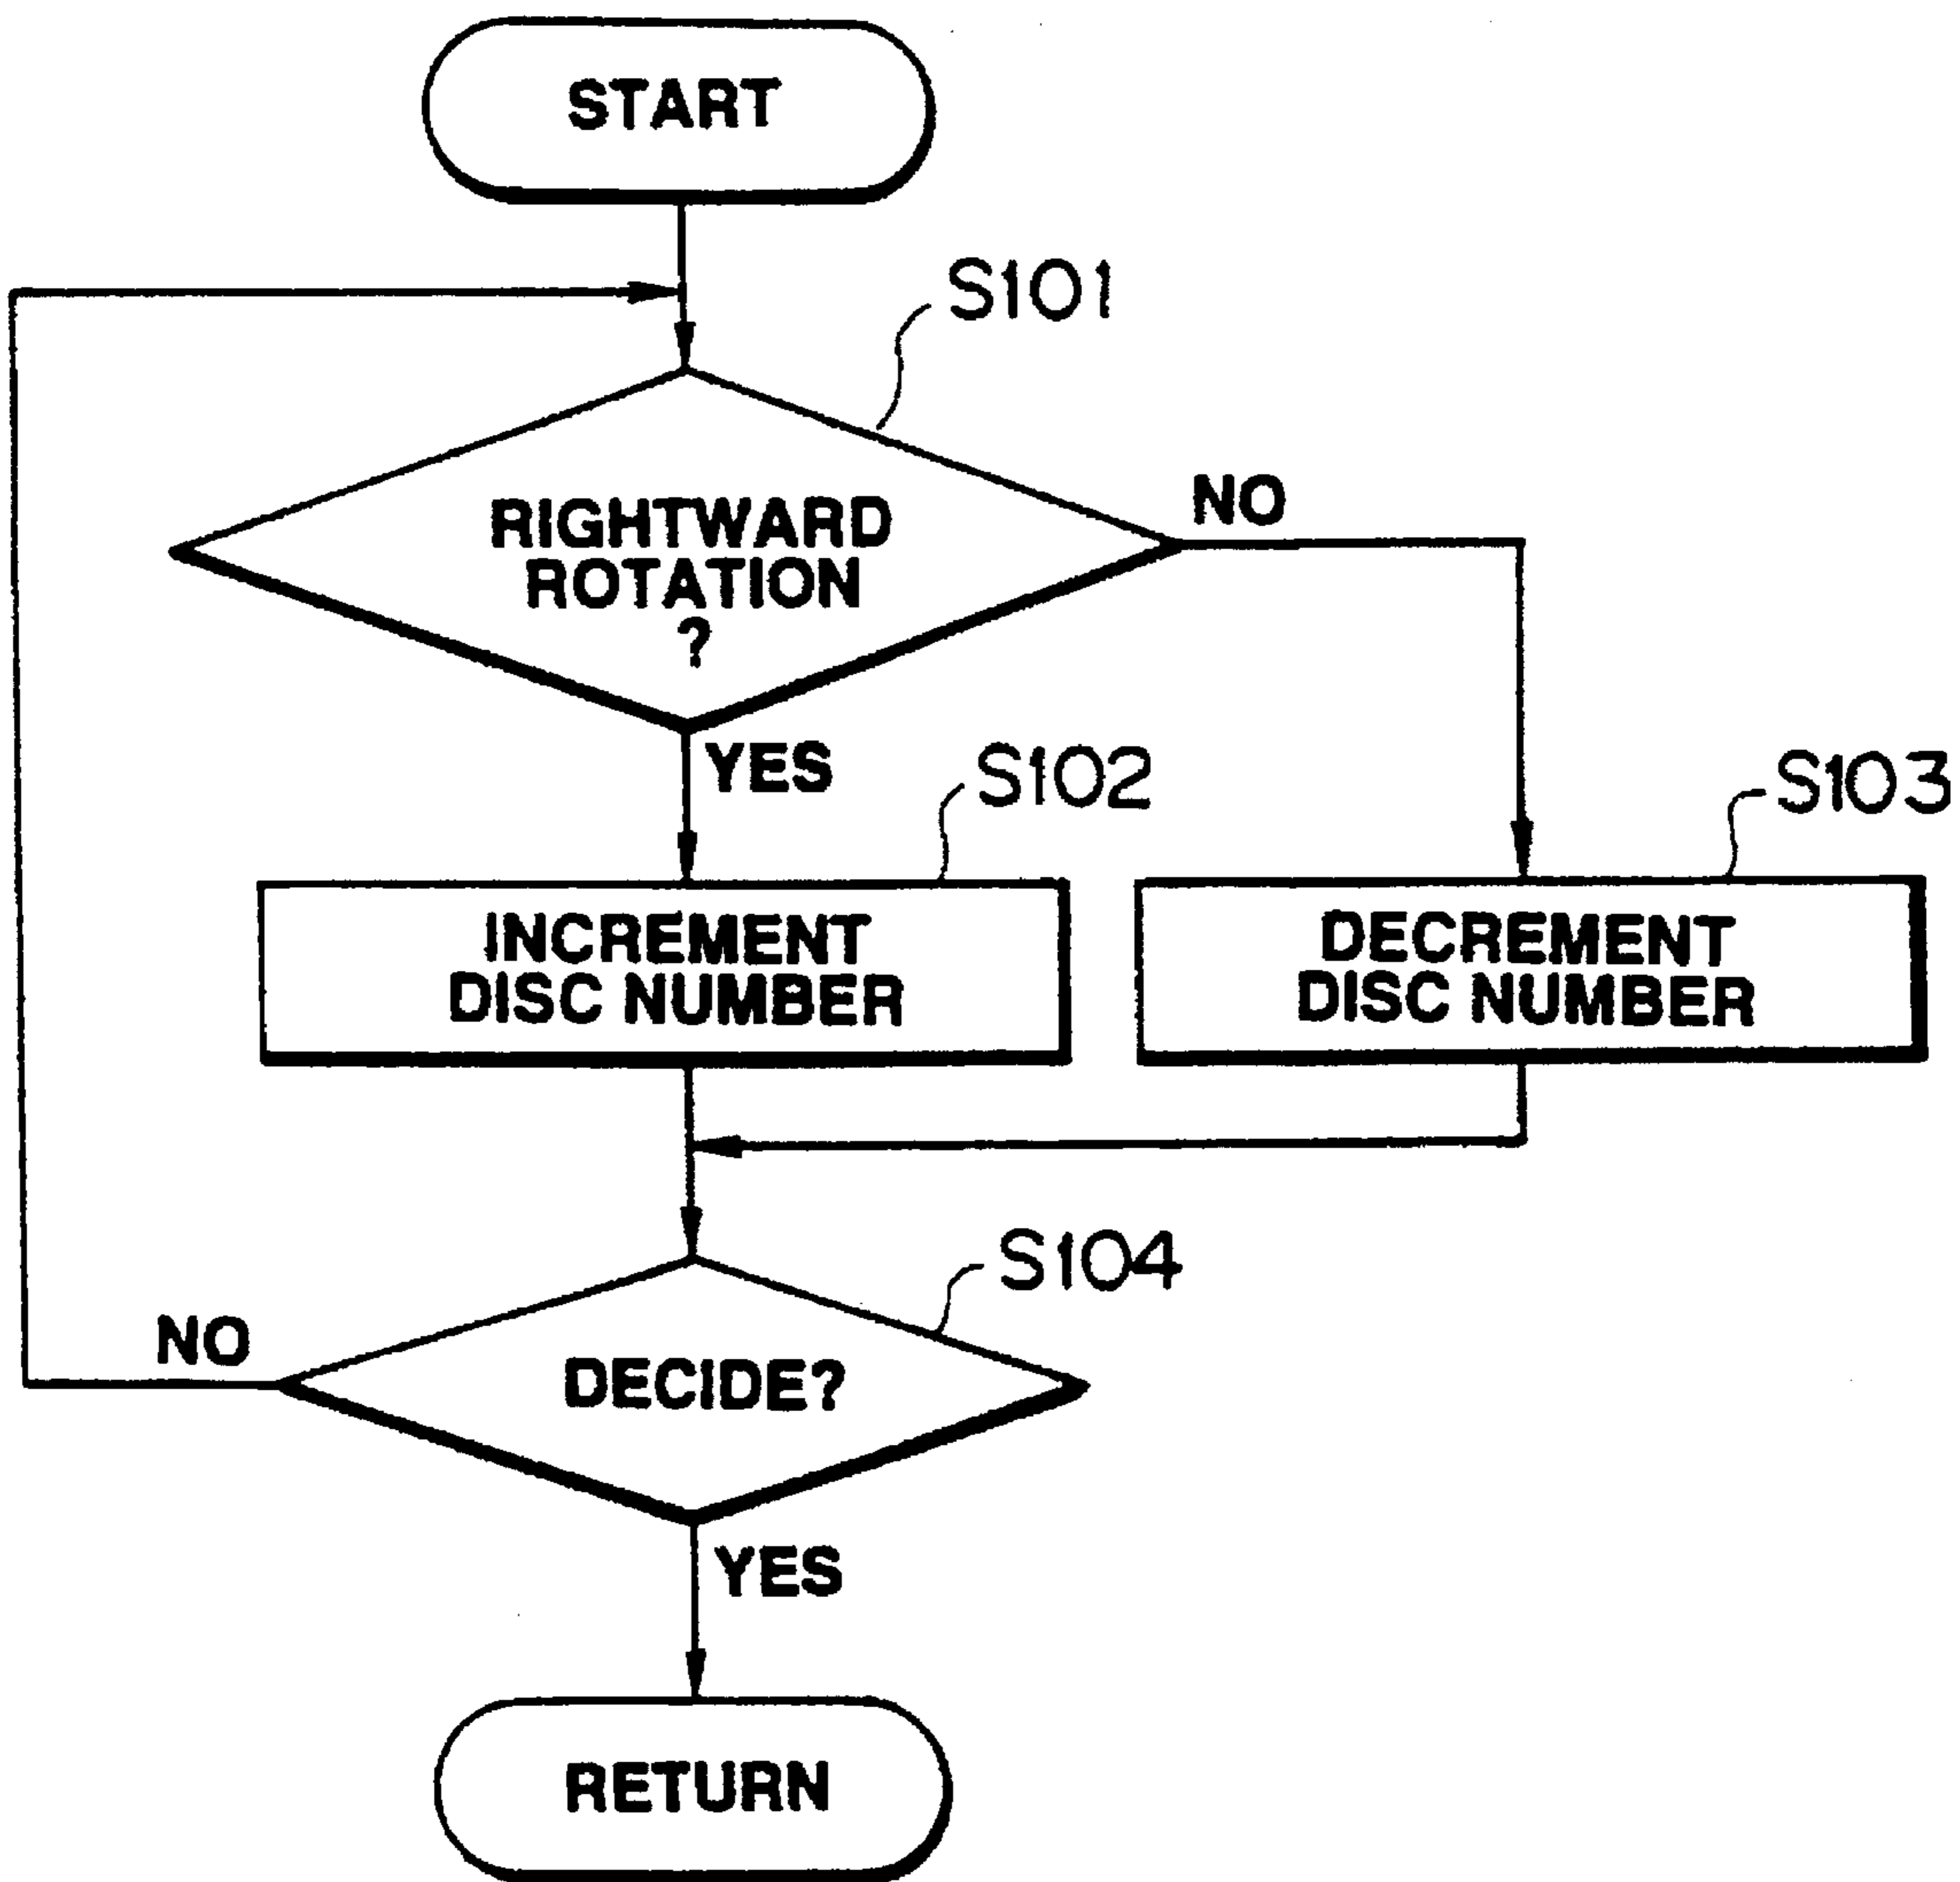 START
S101
RIGHTWARD
ROTATION
?
NO
YES
S102
S103
INCREMENT
DISC NUMBER
DECREMENT
DISC NUMBER
S104
NO
DECIDE?
YES
RETURN